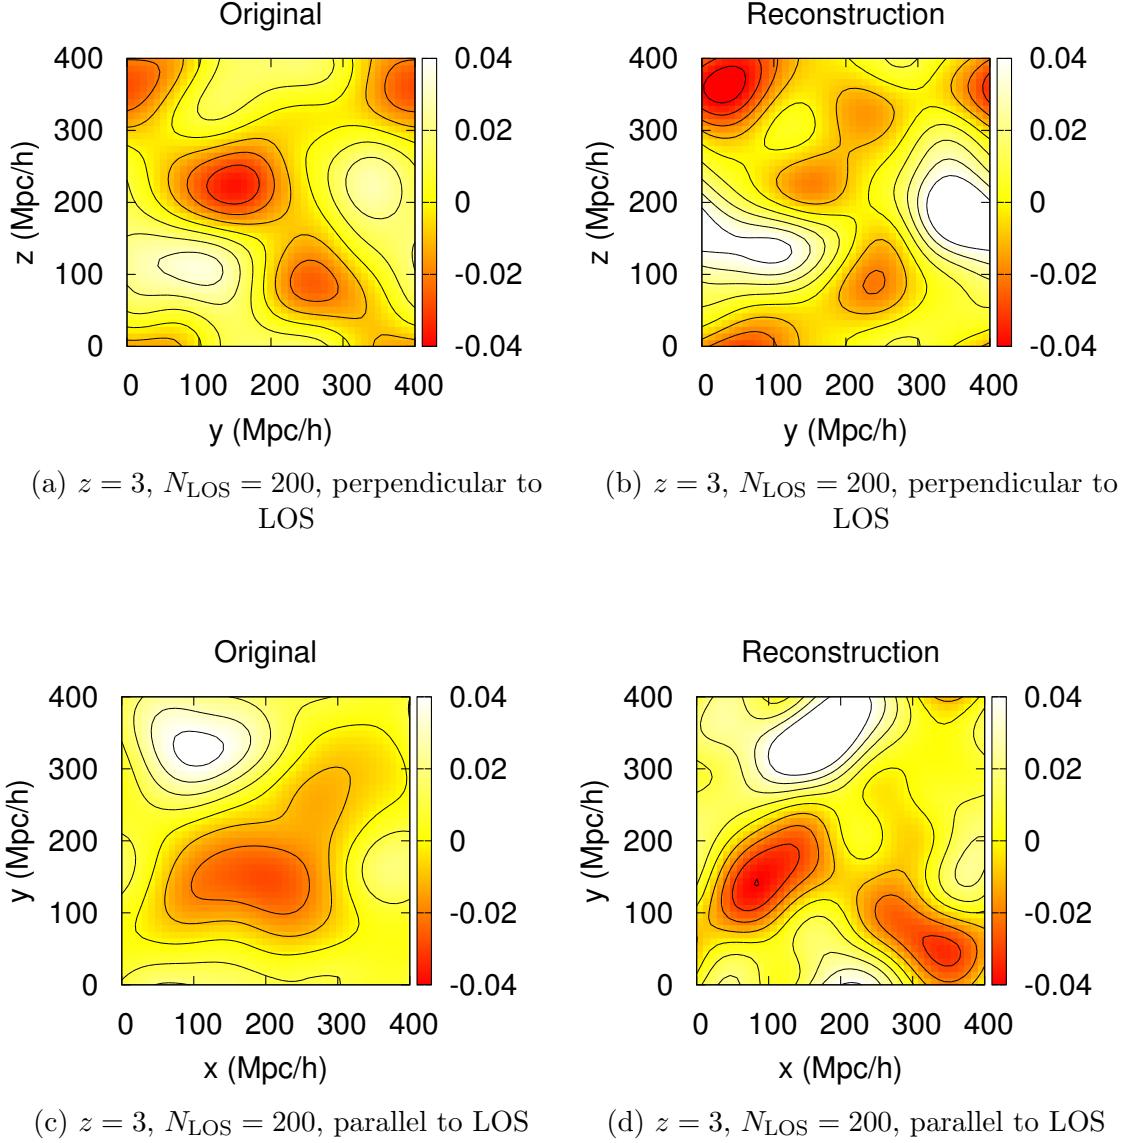 Original
400
300
200
100
0
z (Mpc/h)
0 100 200 300 400
y (Mpc/h)
0.04
0.02
0
-0.02
-0.04
Reconstruction
400
300
200
100
0
z (Mpc/h)
0 100 200 300 400
y (Mpc/h)
0.04
0.02
0
-0.02
-0.04
(a) z = 3, N_LOS = 200, perpendicular to
LOS
(b) z = 3, N_LOS = 200, perpendicular to
LOS
Original
400
300
200
100
0
y (Mpc/h)
0 100 200 300 400
x (Mpc/h)
0.04
0.02
0
-0.02
-0.04
Reconstruction
400
300
200
100
0
y (Mpc/h)
0 100 200 300 400
x (Mpc/h)
0.04
0.02
0
-0.02
-0.04
(c) z = 3, N_LOS = 200, parallel to LOS
(d) z = 3, N_LOS = 200, parallel to LOS